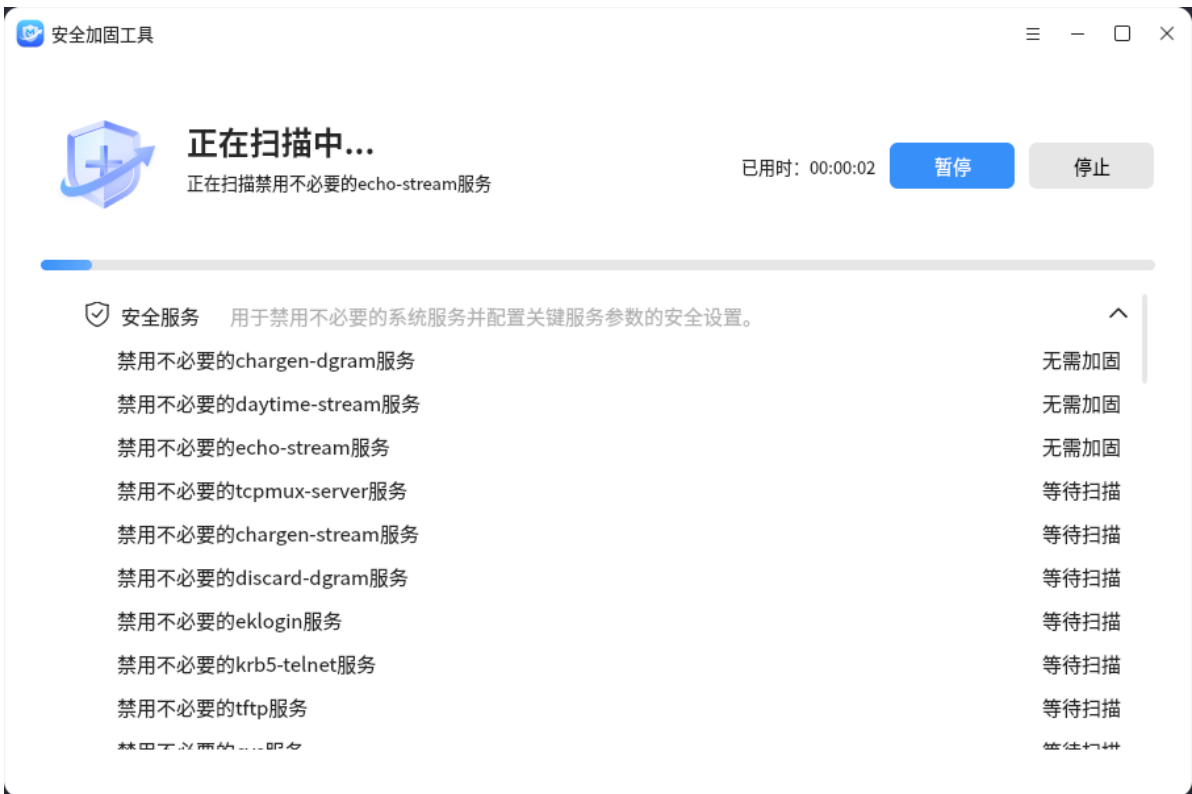 安全加固工具
正在扫描中...
正在扫描禁用不必要的echo-stream服务
已用时：00:00:02 暂停 停止
安全服务 用于禁用不必要的系统服务并配置关键服务参数的安全设置。
禁用不必要的chargen-dgram服务 无需加固
禁用不必要的daytime-stream服务 无需加固
禁用不必要的echo-stream服务 无需加固
禁用不必要的tcpmux-server服务 等待扫描
禁用不必要的chargen-stream服务 等待扫描
禁用不必要的discard-dgram服务 等待扫描
禁用不必要的eklogin服务 等待扫描
禁用不必要的krb5-telnet服务 等待扫描
禁用不必要的tftp服务 等待扫描